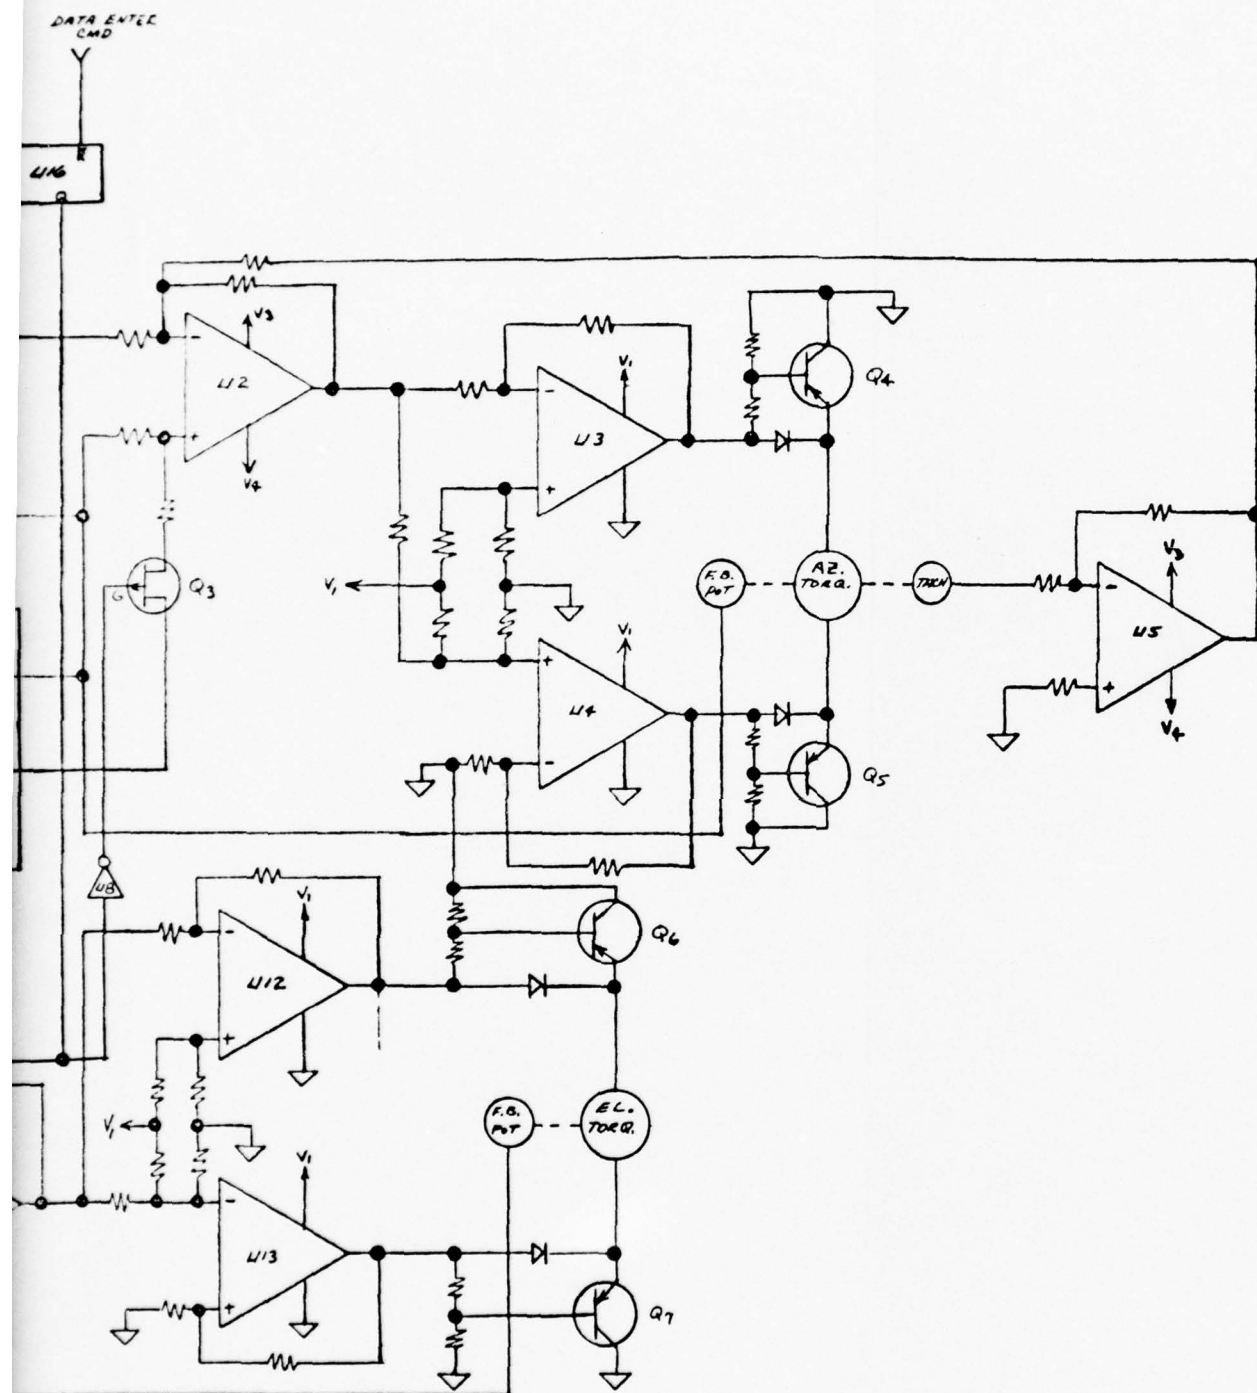 DATA ENTER
CMD
R
U16
Q
V3
U2
V4
V1
U3
Q4
G
Q3
V1
F.B.
POT
AZ.
TORQ.
TACH
V3
U5
V4
V1
U4
Q5
U8
V1
U12
Q6
V1
F.B.
POT
EL.
TORQ.
V1
U13
Q7